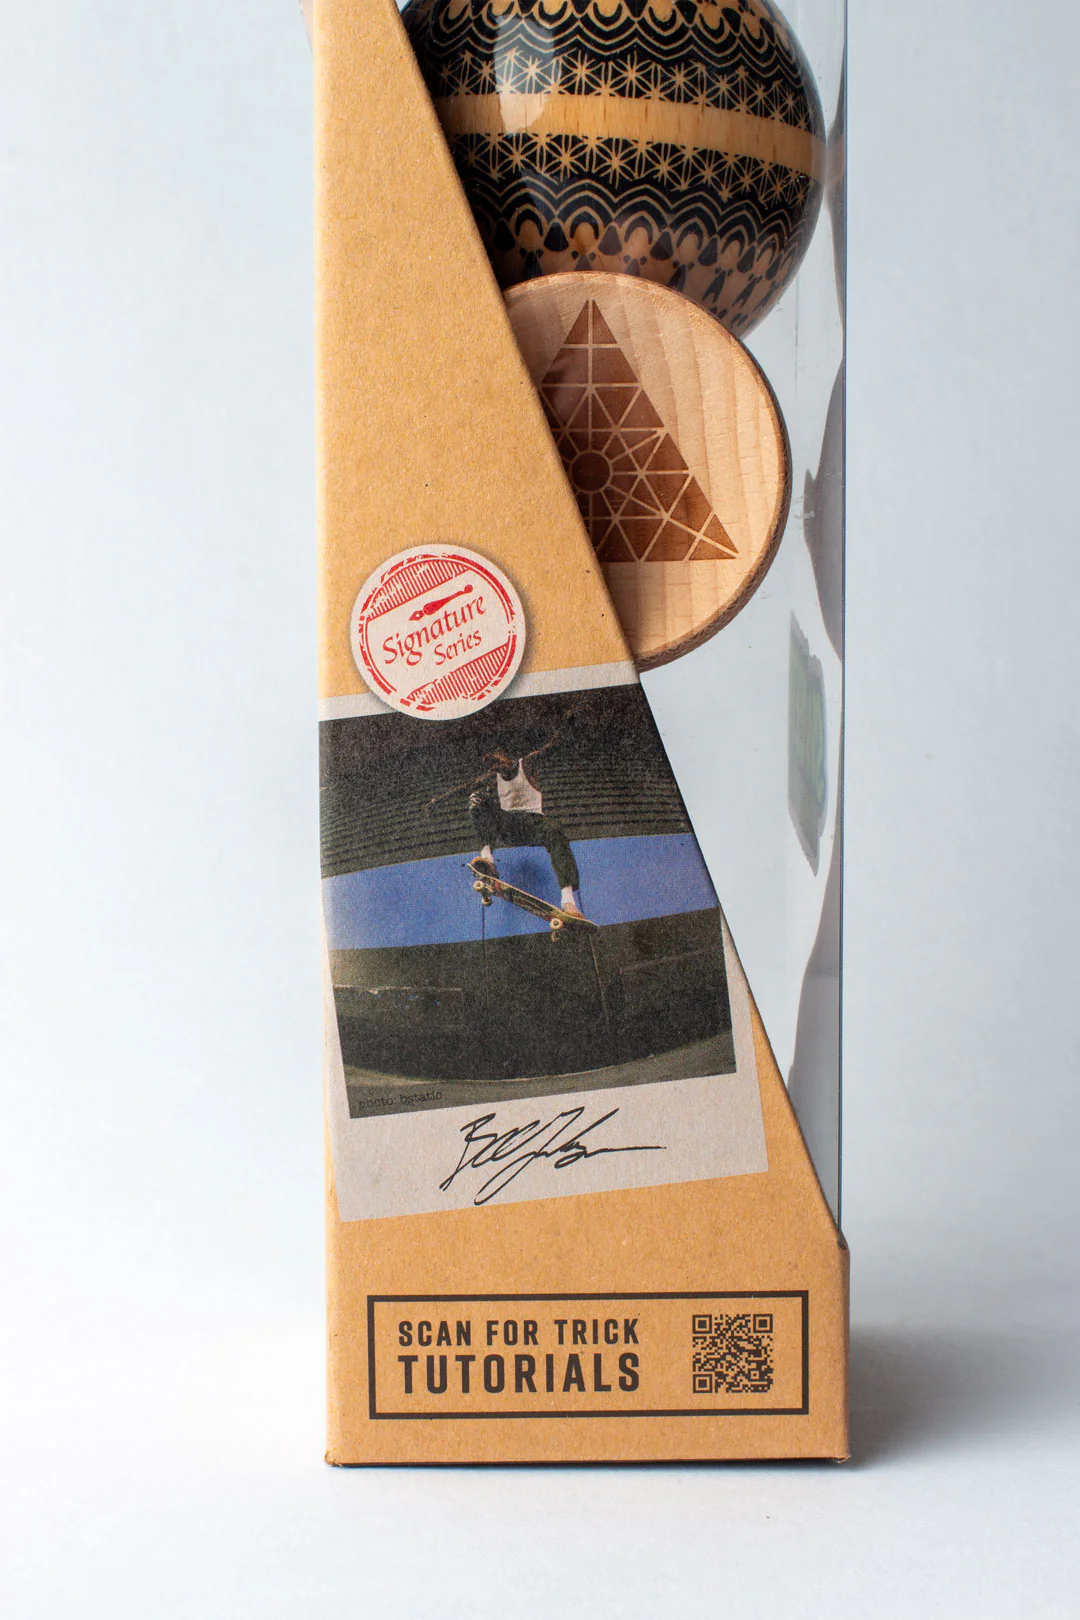 Signature
Series
photo: bstatic
SCAN FOR TRICK
TUTORIALS